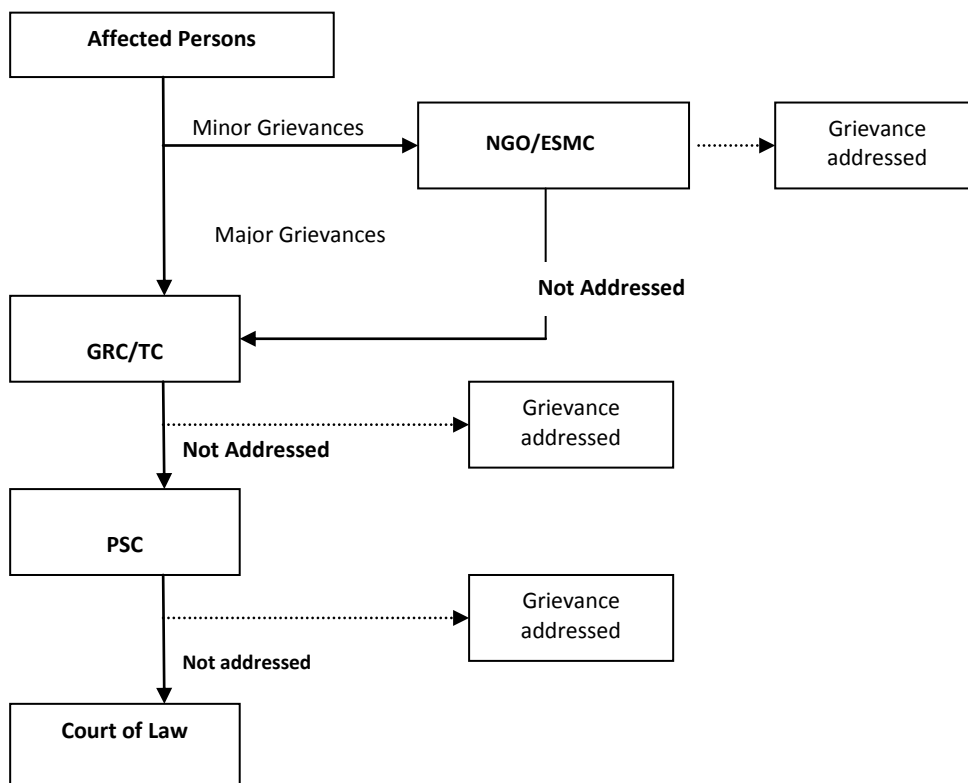 Affected Persons
Minor Grievances
NGO/ESMC
Grievance
addressed
Major Grievances
Not Addressed
GRC/TC
Grievance
addressed
Not Addressed
PSC
Grievance
addressed
Not addressed
Court of Law